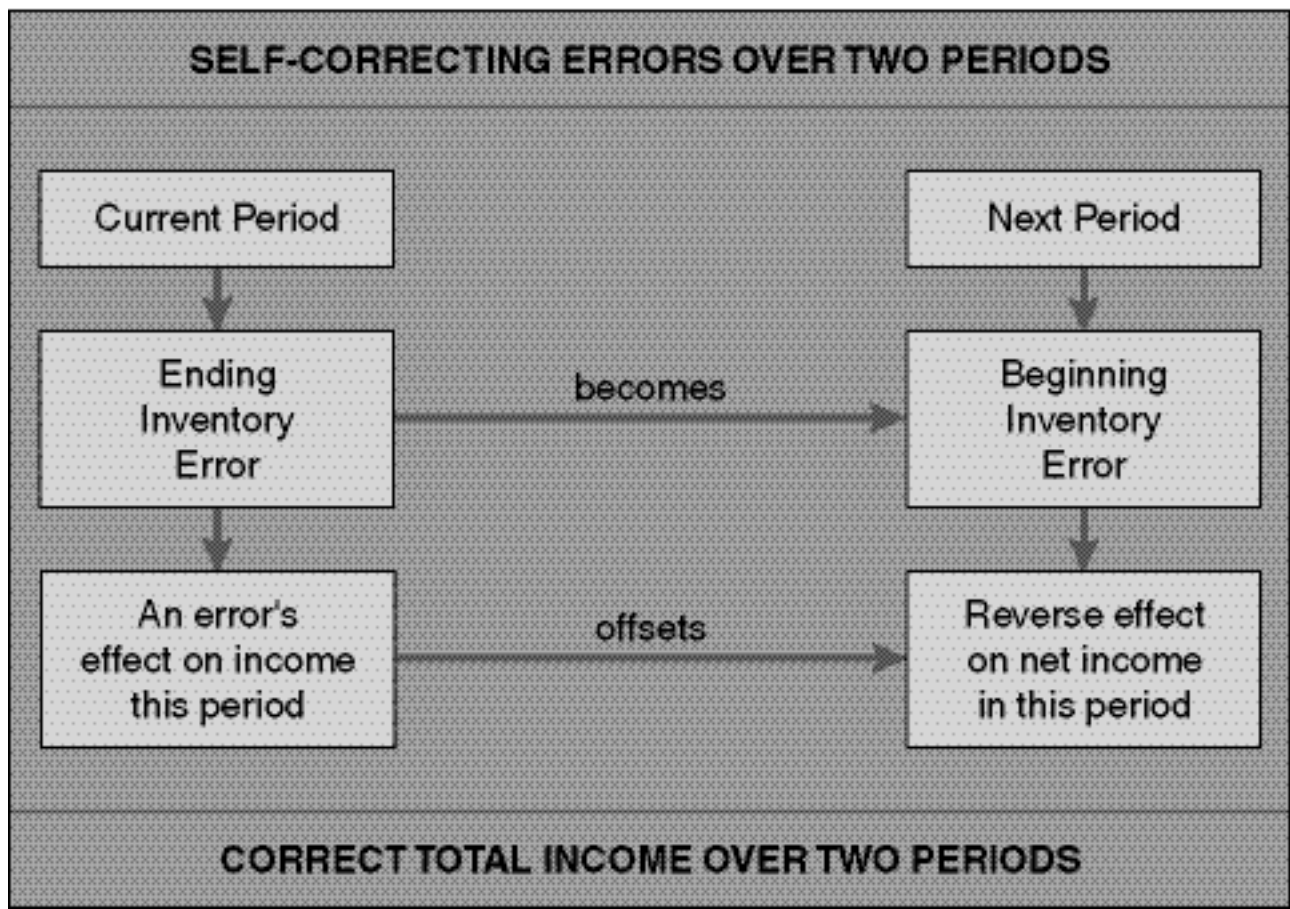 SELF-CORRECTING ERRORS OVER TWO PERIODS
Current Period
Next Period
Ending
Inventory
Error
becomes
Beginning
Inventory
Error
An error's
effect on income
this period
offsets
Reverse effect
on net income
in this period
CORRECT TOTAL INCOME OVER TWO PERIODS